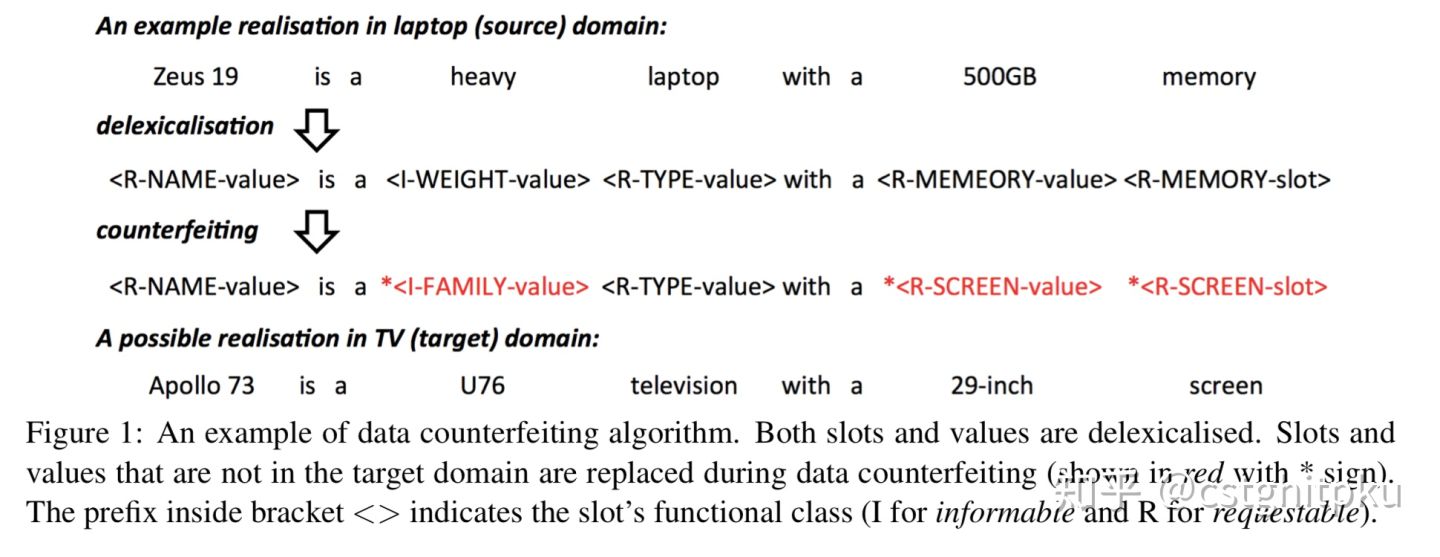 An example realisation in laptop (source) domain:
Zeus 19 is a heavy laptop with a 500GB memory
delexicalisation
<R-NAME-value> is a <I-WEIGHT-value> <R-TYPE-value> with a <R-MEMEORY-value> <R-MEMORY-slot>
counterfeiting
<R-NAME-value> is a *<I-FAMILY-value> <R-TYPE-value> with a *<R-SCREEN-value> *<R-SCREEN-slot>
A possible realisation in TV (target) domain:
Apollo 73 is a U76 television with a 29-inch screen
Figure 1: An example of data counterfeiting algorithm. Both slots and values are delexicalised. Slots and
values that are not in the target domain are replaced during data counterfeiting (shown in red with * sign).
The prefix inside bracket <> indicates the slot's functional class (I for informable and R for requestable).
知乎 @cstghitpku